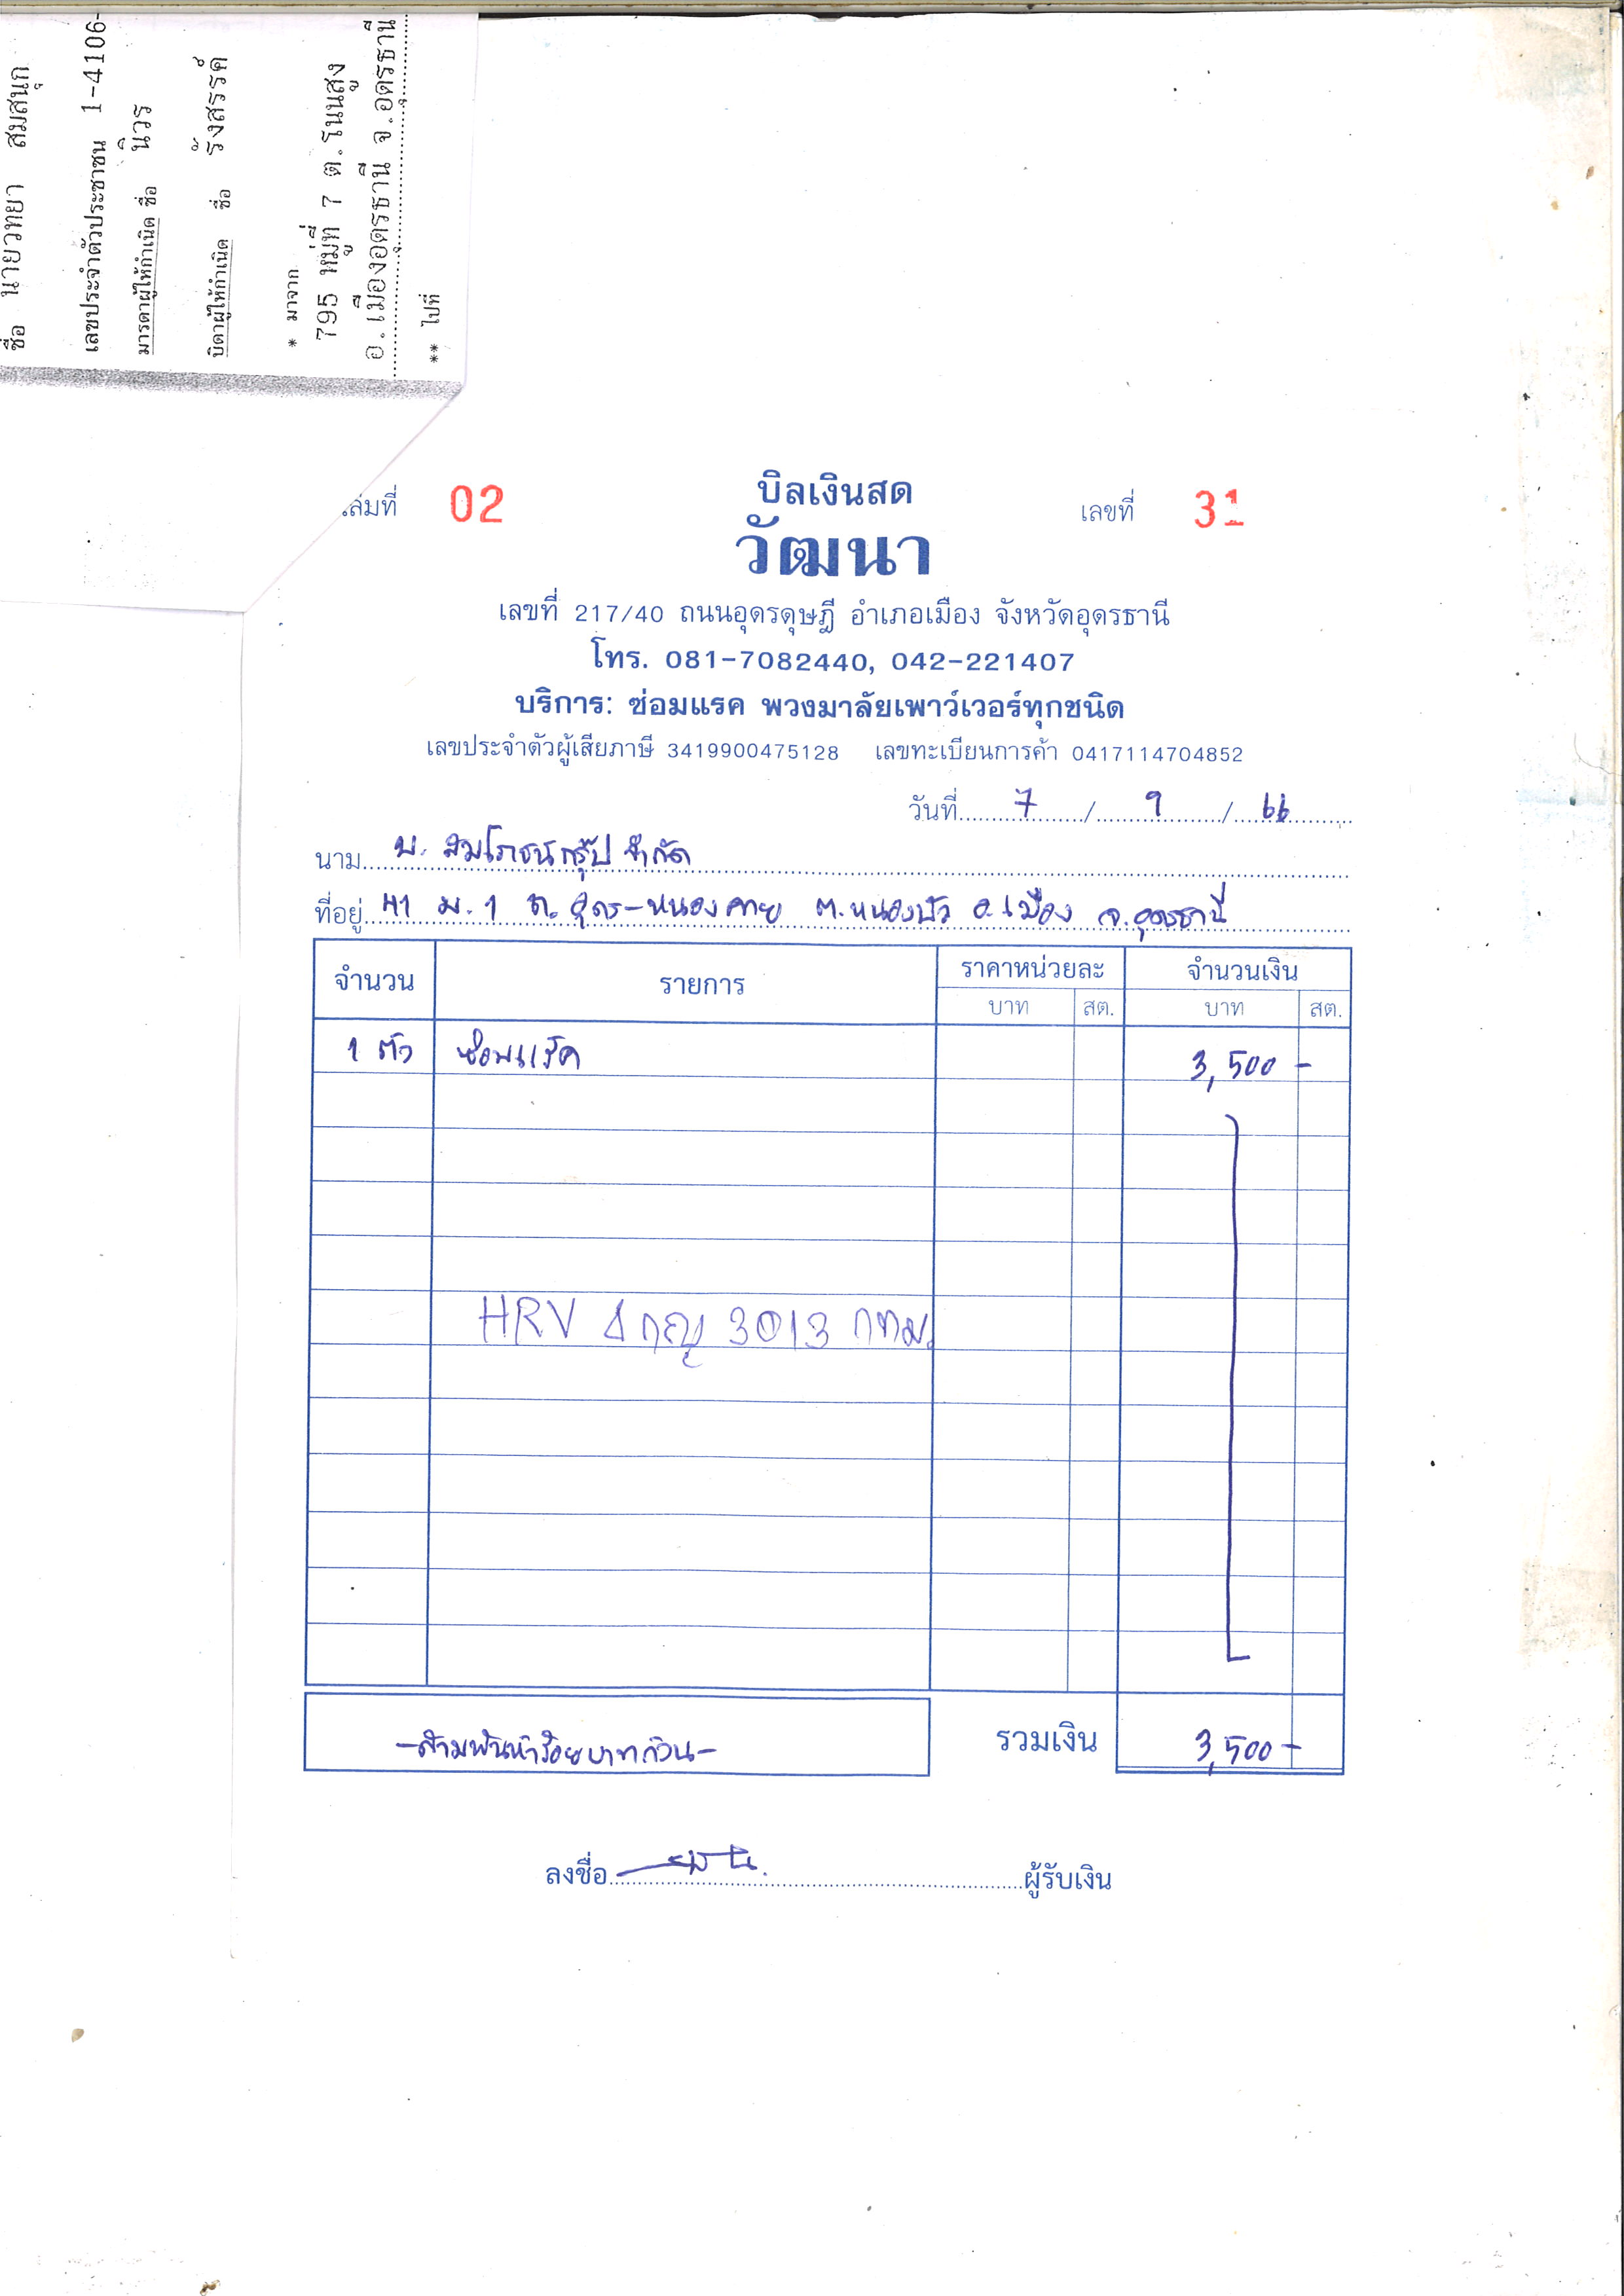 ชื่อ นายวิทยา สมสนุก
เลขประจำตัวประชาชน 1-4106-
มารดาผู้ให้กำเนิด ชื่อ นิวร
บิดาผู้ให้กำเนิด ชื่อ รังสรรค์
* มาจาก
795 หมู่ที่ 7 ต.โนนสูง
อ.เมืองอุดรธานี จ.อุดรธานี
** ไปที่
เล่มที่ 02
บิลเงินสด
เลขที่ 31
วัฒนา
เลขที่ 217/40 ถนนอุดรดุษฎี อำเภอเมือง จังหวัดอุดรธานี
โทร. 081-7082440, 042-221407
บริการ: ซ่อมแรค พวงมาลัยเพาว์เวอร์ทุกชนิด
เลขประจำตัวผู้เสียภาษี 3419900475128 เลขทะเบียนการค้า 0417114704852
วันที่ 7 / 9 / 66
นาม บ. สิมโรจน์กรุ๊ป จำกัด
ที่อยู่ 41 ม.1 ถ.อุดร-หนองคาย ต.หนองบัว อ.เมือง จ.อุดรธานี
จำนวน รายการ ราคาหน่วยละ จำนวนเงิน
บาท สต. บาท สต.
1 ตัว ซ่อมแร็ค 3,500 -
HRV 4กญ 3013 กทม.
-สามพันห้าร้อยบาทถ้วน- รวมเงิน 3,500 -
ลงชื่อ ผู้รับเงิน